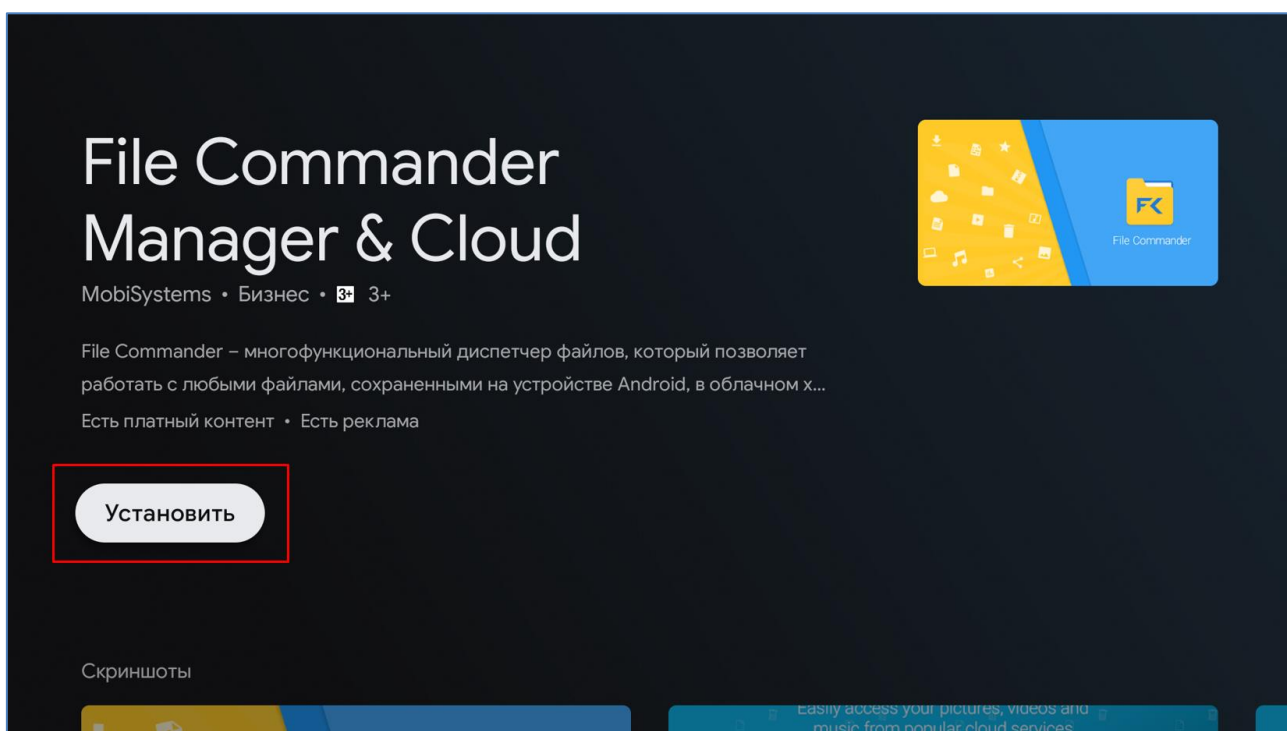 File Commander
Manager & Cloud
MobiSystems • Бизнес • 3+ 3+
File Commander – многофункциональный диспетчер файлов, который позволяет
работать с любыми файлами, сохраненными на устройстве Android, в облачном х...
Есть платный контент • Есть реклама
File Commander
Установить
Скриншоты
Easily access your pictures, videos and
music from popular cloud services